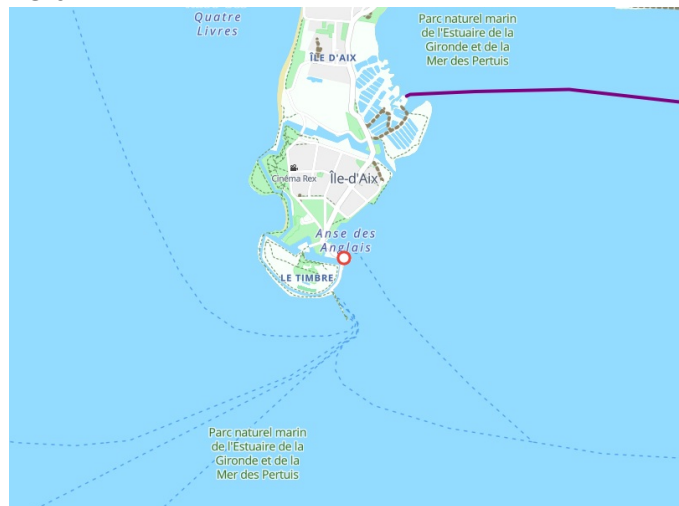 Quatre
Livres
Parc naturel marin
de l'Estuaire de la
Gironde et de la
Mer des Pertuis
ÎLE D'AIX
Cinéma Rex
Île-d'Aix
Anse des
Anglais
LE TIMBRE
Parc naturel marin
de l'Estuaire de la
Gironde et de la
Mer des Pertuis